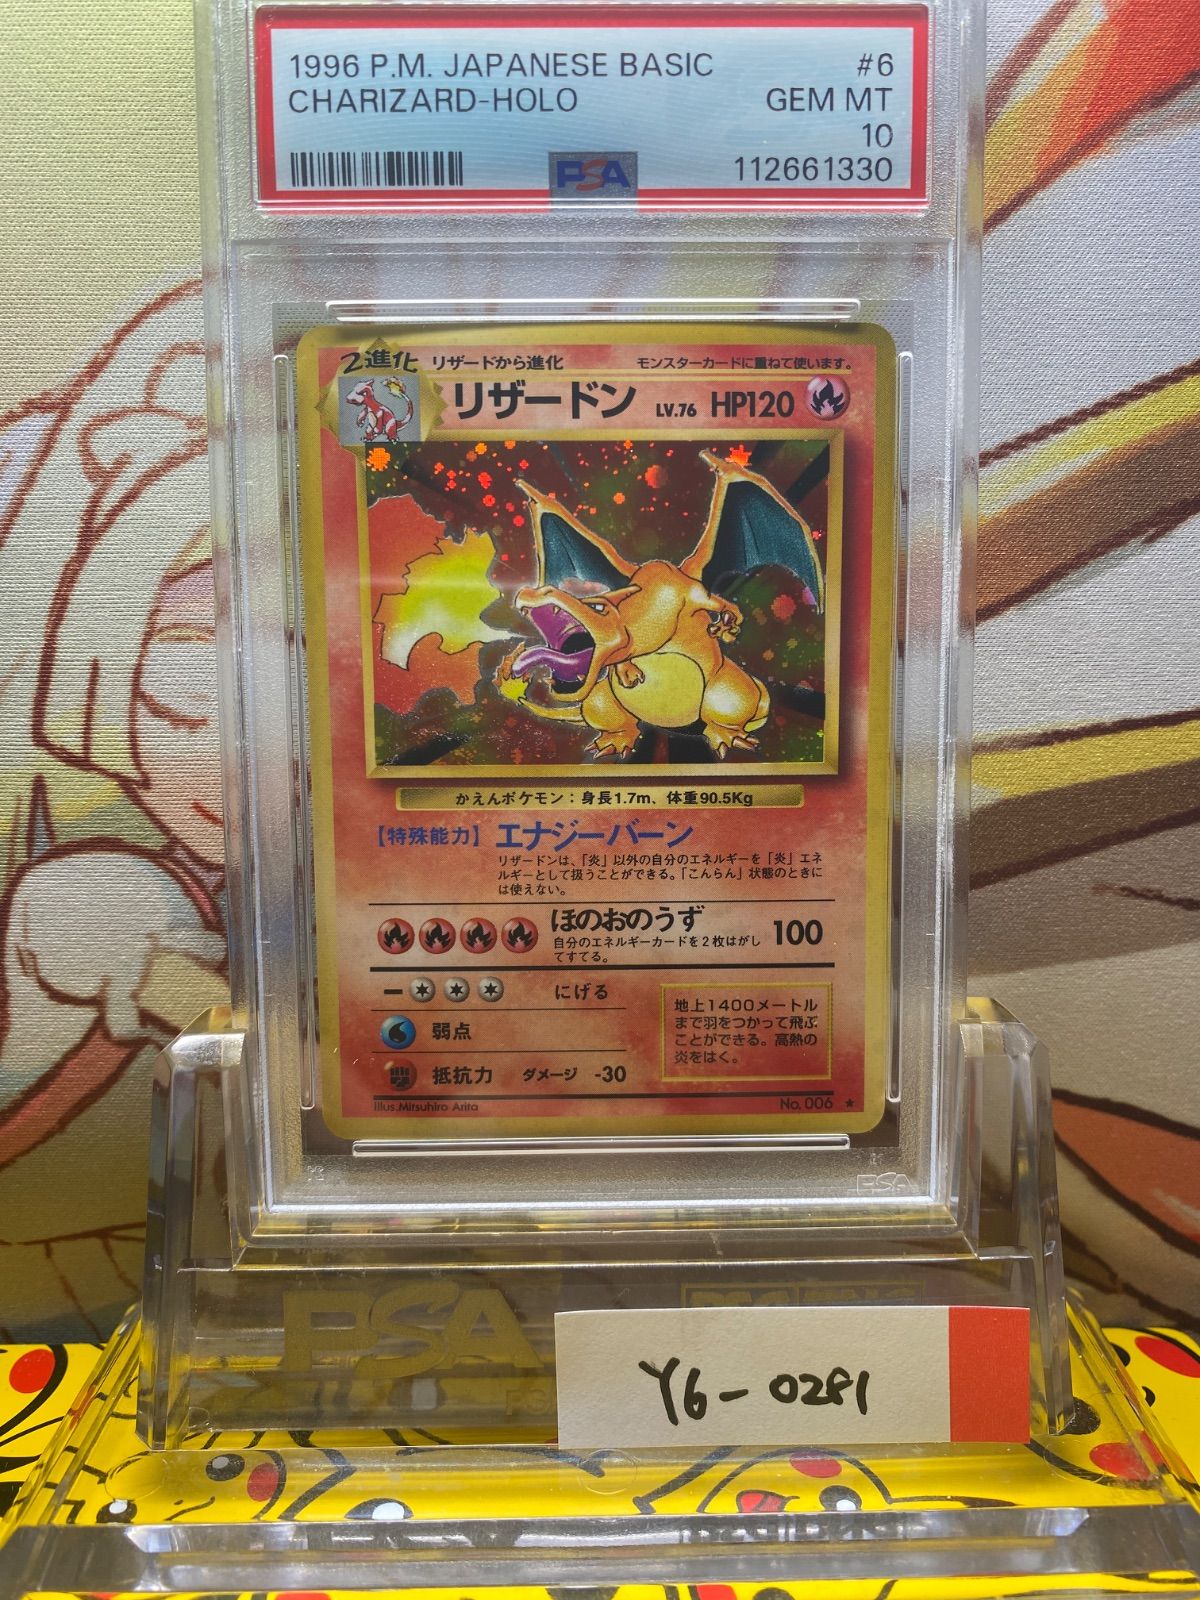 1996 P.M. JAPANESE BASIC #6
CHARIZARD-HOLO GEM MT
10
PSA 112661330
2進化 リザードから進化 モンスターカードに重ねて使います。
リザードン LV.76 HP120
かえんポケモン：身長1.7m、体重90.5Kg
【特殊能力】エナジーバーン
リザードンは、「炎」以外の自分のエネルギーを「炎」エネ
ルギーとして扱うことができる。「こんらん」状態のときに
は使えない。
ほのおのうず 100
自分のエネルギーカードを2枚はがし
てすてる。
にげる
弱点
抵抗力 ダメージ -30
地上1400メートル
まで羽をつかって飛ぶ
ことができる。高熱の
炎をはく。
Illus.Mitsuhiro Arita No.006 ★
PSA
PSA
Y6-0281